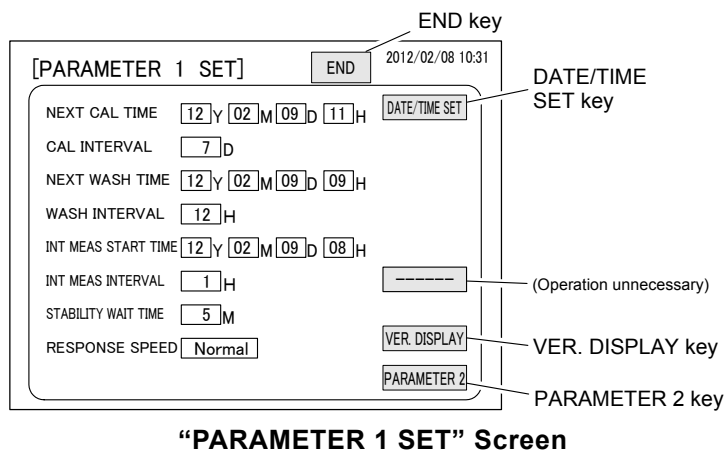 END key
[PARAMETER 1 SET] END 2012/02/08 10:31
DATE/TIME
SET key
NEXT CAL TIME 12 Y 02 M 09 D 11 H DATE/TIME SET
CAL INTERVAL 7 D
NEXT WASH TIME 12 Y 02 M 09 D 09 H
WASH INTERVAL 12 H
INT MEAS START TIME 12 Y 02 M 09 D 08 H
INT MEAS INTERVAL 1 H ------ (Operation unnecessary)
STABILITY WAIT TIME 5 M
RESPONSE SPEED Normal VER. DISPLAY VER. DISPLAY key
PARAMETER 2 PARAMETER 2 key
“PARAMETER 1 SET” Screen